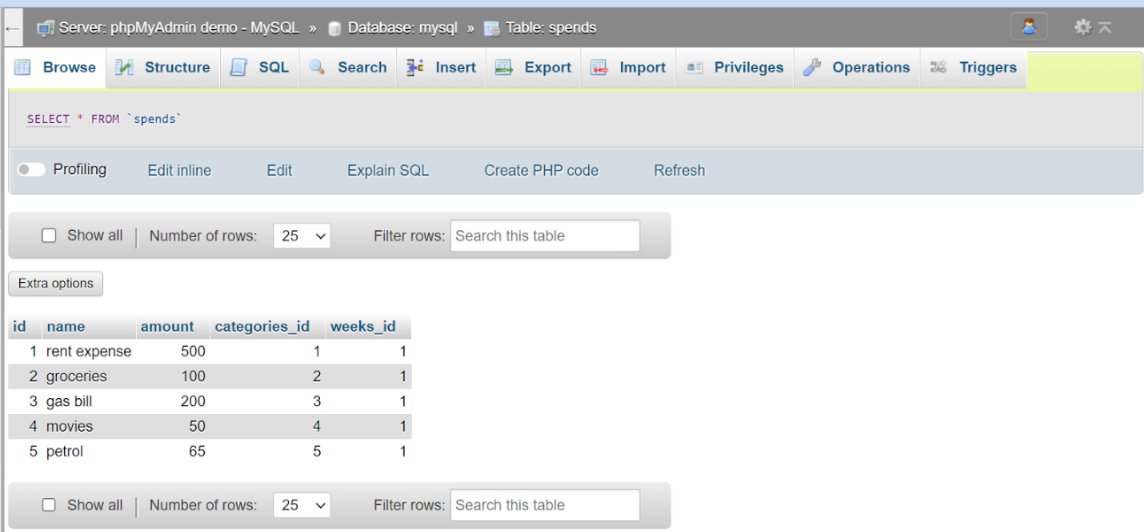 Server: phpMyAdmin demo - MySQL » Database: mysql » Table: spends
Browse Structure SQL Search Insert Export Import Privileges Operations Triggers
SELECT * FROM `spends`
Profiling Edit inline Edit Explain SQL Create PHP code Refresh
Show all Number of rows: 25 Filter rows: Search this table
Extra options
id name amount categories_id weeks_id
1 rent expense 500 1 1
2 groceries 100 2 1
3 gas bill 200 3 1
4 movies 50 4 1
5 petrol 65 5 1
Show all Number of rows: 25 Filter rows: Search this table